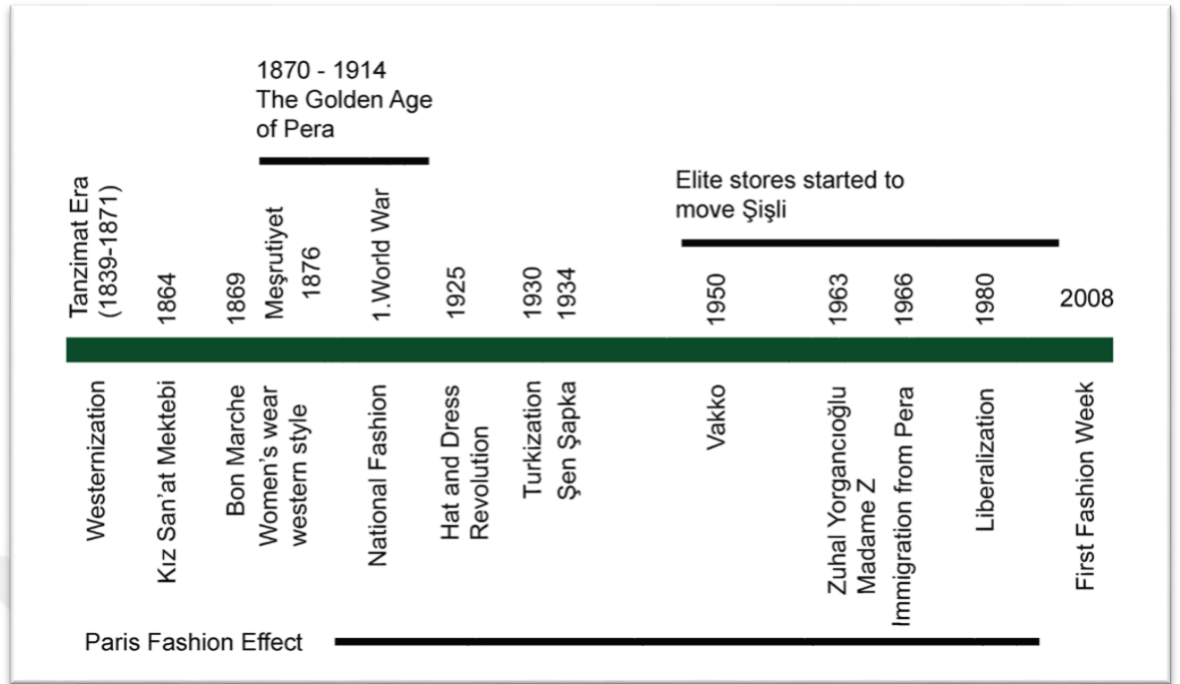 1870 - 1914
The Golden Age
of Pera
Elite stores started to
move Şişli
Tanzimat Era
(1839-1871)
1864
1869
Meşrutiyet
1876
1.World War
1925
1930
1934
1950
1963
1966
1980
2008
Westernization
Kız San'at Mektebi
Bon Marche
Women's wear
western style
National Fashion
Hat and Dress
Revolution
Turkization
Şen Şapka
Vakko
Zuhal Yorgancıoğlu
Madame Z
Immigration from Pera
Liberalization
First Fashion Week
Paris Fashion Effect